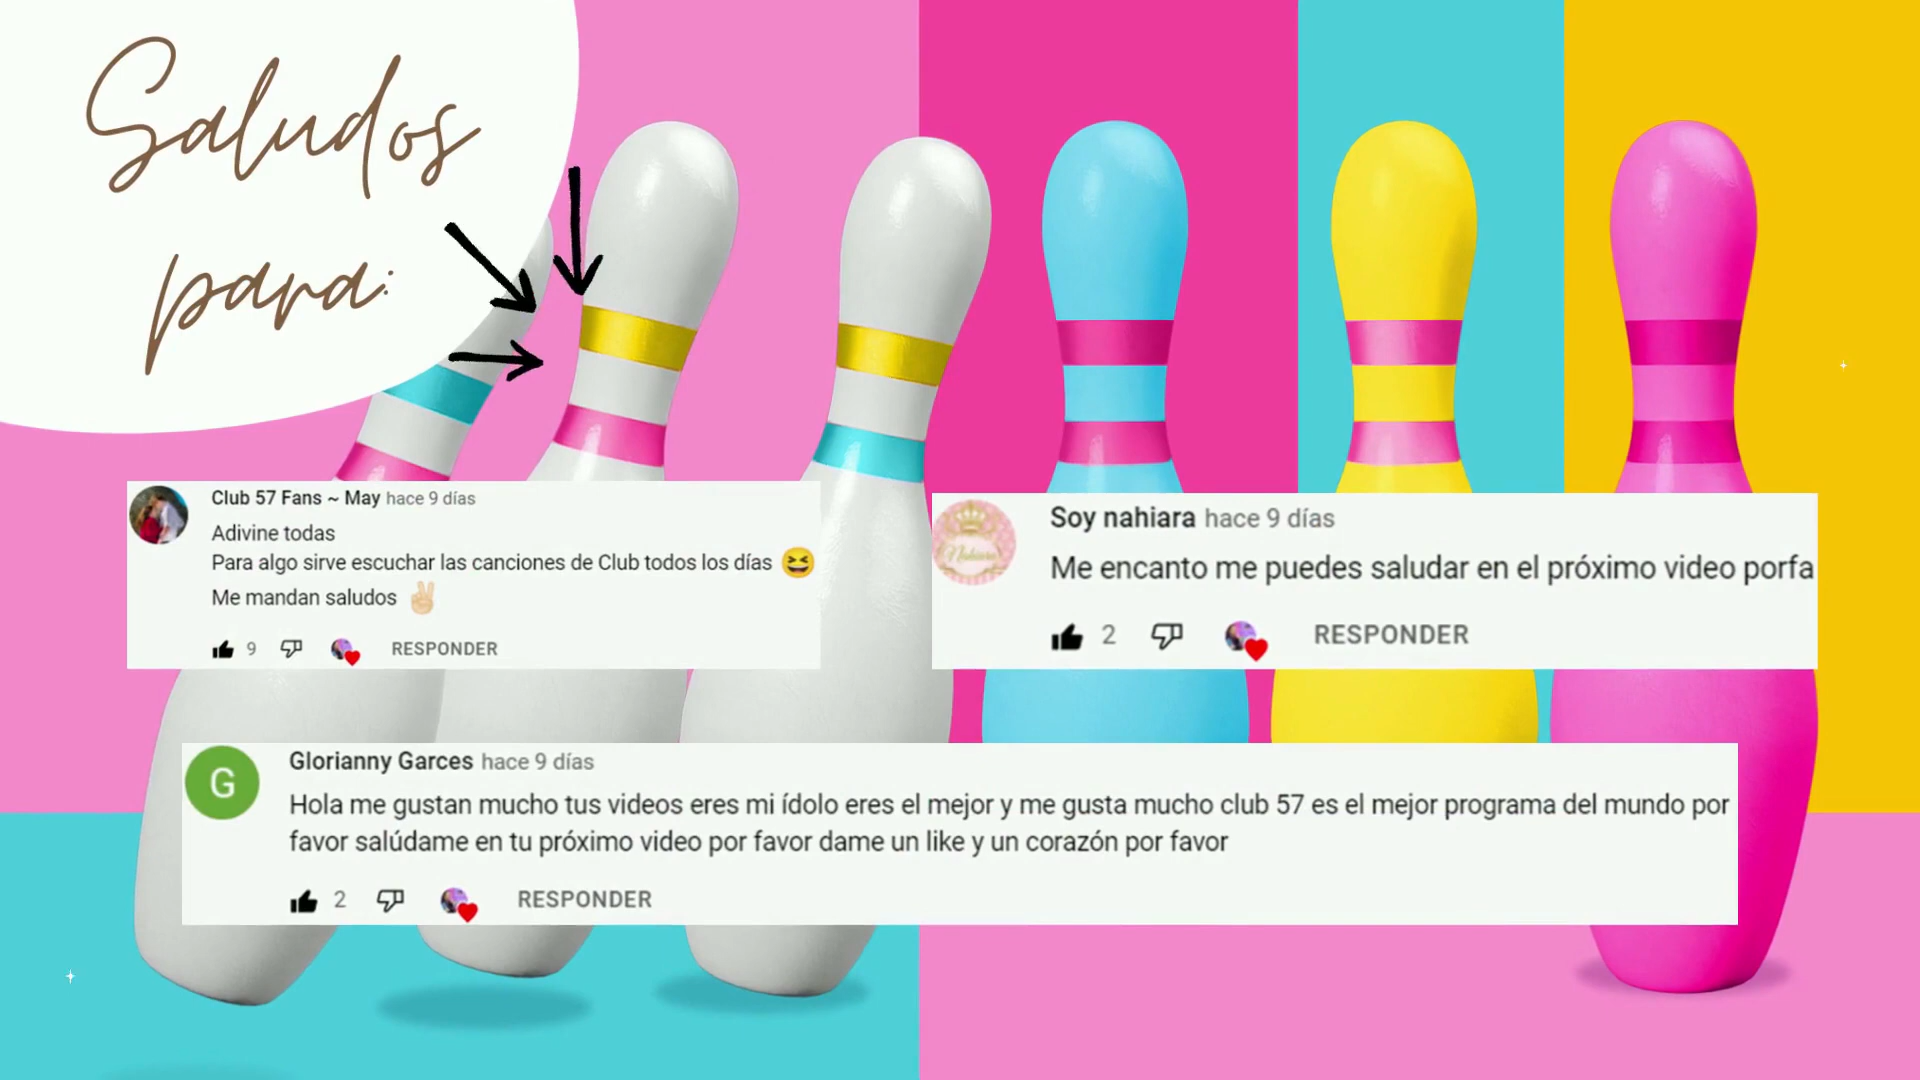 Saludos
para:
Club 57 Fans ~ May hace 9 días
Adivine todas
Para algo sirve escuchar las canciones de Club todos los días 😆
Me mandan saludos ✌🏻
9 RESPONDER
Soy nahiara hace 9 días
Nahiara
Me encanto me puedes saludar en el próximo video porfa
2 RESPONDER
G
Glorianny Garces hace 9 días
Hola me gustan mucho tus videos eres mi ídolo eres el mejor y me gusta mucho club 57 es el mejor programa del mundo por
favor salúdame en tu próximo video por favor dame un like y un corazón por favor
2 RESPONDER